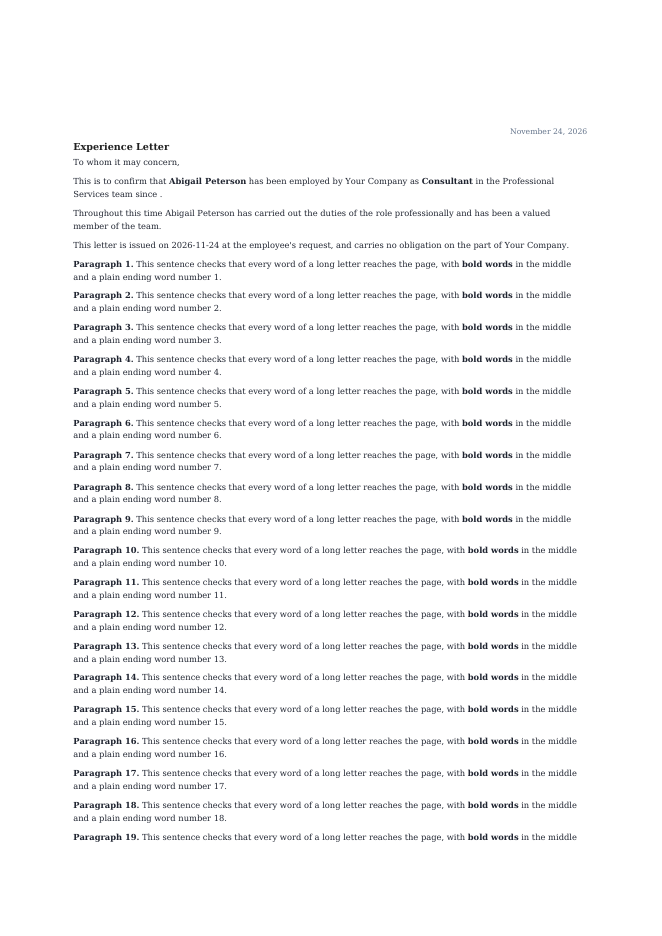 November 24, 2026
Experience Letter
To whom it may concern,
This is to confirm that Abigail Peterson has been employed by Your Company as Consultant in the Professional
Services team since .
Throughout this time Abigail Peterson has carried out the duties of the role professionally and has been a valued
member of the team.
This letter is issued on 2026-11-24 at the employee's request, and carries no obligation on the part of Your Company.
Paragraph 1. This sentence checks that every word of a long letter reaches the page, with bold words in the middle
and a plain ending word number 1.
Paragraph 2. This sentence checks that every word of a long letter reaches the page, with bold words in the middle
and a plain ending word number 2.
Paragraph 3. This sentence checks that every word of a long letter reaches the page, with bold words in the middle
and a plain ending word number 3.
Paragraph 4. This sentence checks that every word of a long letter reaches the page, with bold words in the middle
and a plain ending word number 4.
Paragraph 5. This sentence checks that every word of a long letter reaches the page, with bold words in the middle
and a plain ending word number 5.
Paragraph 6. This sentence checks that every word of a long letter reaches the page, with bold words in the middle
and a plain ending word number 6.
Paragraph 7. This sentence checks that every word of a long letter reaches the page, with bold words in the middle
and a plain ending word number 7.
Paragraph 8. This sentence checks that every word of a long letter reaches the page, with bold words in the middle
and a plain ending word number 8.
Paragraph 9. This sentence checks that every word of a long letter reaches the page, with bold words in the middle
and a plain ending word number 9.
Paragraph 10. This sentence checks that every word of a long letter reaches the page, with bold words in the middle
and a plain ending word number 10.
Paragraph 11. This sentence checks that every word of a long letter reaches the page, with bold words in the middle
and a plain ending word number 11.
Paragraph 12. This sentence checks that every word of a long letter reaches the page, with bold words in the middle
and a plain ending word number 12.
Paragraph 13. This sentence checks that every word of a long letter reaches the page, with bold words in the middle
and a plain ending word number 13.
Paragraph 14. This sentence checks that every word of a long letter reaches the page, with bold words in the middle
and a plain ending word number 14.
Paragraph 15. This sentence checks that every word of a long letter reaches the page, with bold words in the middle
and a plain ending word number 15.
Paragraph 16. This sentence checks that every word of a long letter reaches the page, with bold words in the middle
and a plain ending word number 16.
Paragraph 17. This sentence checks that every word of a long letter reaches the page, with bold words in the middle
and a plain ending word number 17.
Paragraph 18. This sentence checks that every word of a long letter reaches the page, with bold words in the middle
and a plain ending word number 18.
Paragraph 19. This sentence checks that every word of a long letter reaches the page, with bold words in the middle